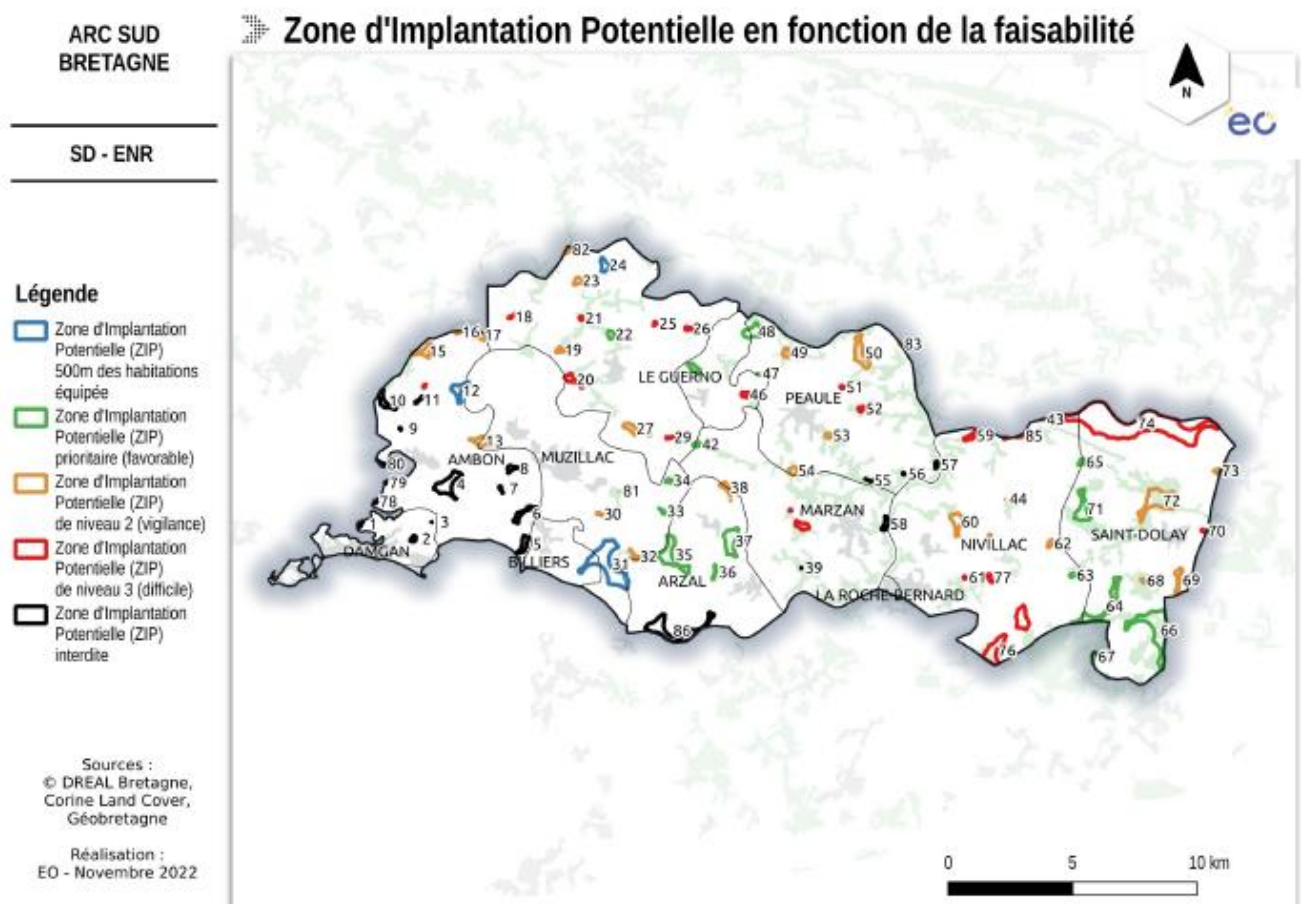 ARC SUD
BRETAGNE
SD - ENR
Légende
Zone d'Implantation
Potentielle (ZIP)
500m des habitations
équipée
Zone d'Implantation
Potentielle (ZIP)
prioritaire (favorable)
Zone d'Implantation
Potentielle (ZIP)
de niveau 2 (vigilance)
Zone d'Implantation
Potentielle (ZIP)
de niveau 3 (difficile)
Zone d'Implantation
Potentielle (ZIP)
interdite
Sources :
© DREAL Bretagne,
Corine Land Cover,
Géobretagne
Réalisation :
EO - Novembre 2022
Zone d'Implantation Potentielle en fonction de la faisabilité
N
eo
82
24
23
18
21
25
26
48
16
17
22
83
15
19
49
50
20
LE GUERNO
47
12
51
10
11
46
PEAULE
52
9
27
29
53
59
85
43
74
13
42
AMBON
MUZILLAC
80
8
54
57
65
73
79
4
7
34
38
55
56
81
44
72
78
71
6
30
33
MARZAN
58
60
1
3
70
2
5
37
NIVILLAC
62
SAINT-DOLAY
DAMGAN
32
35
BILLIERS
31
ARZAL
36
39
61
77
63
68
69
LA ROCHE-BERNARD
64
86
66
76
67
0
5
10 km